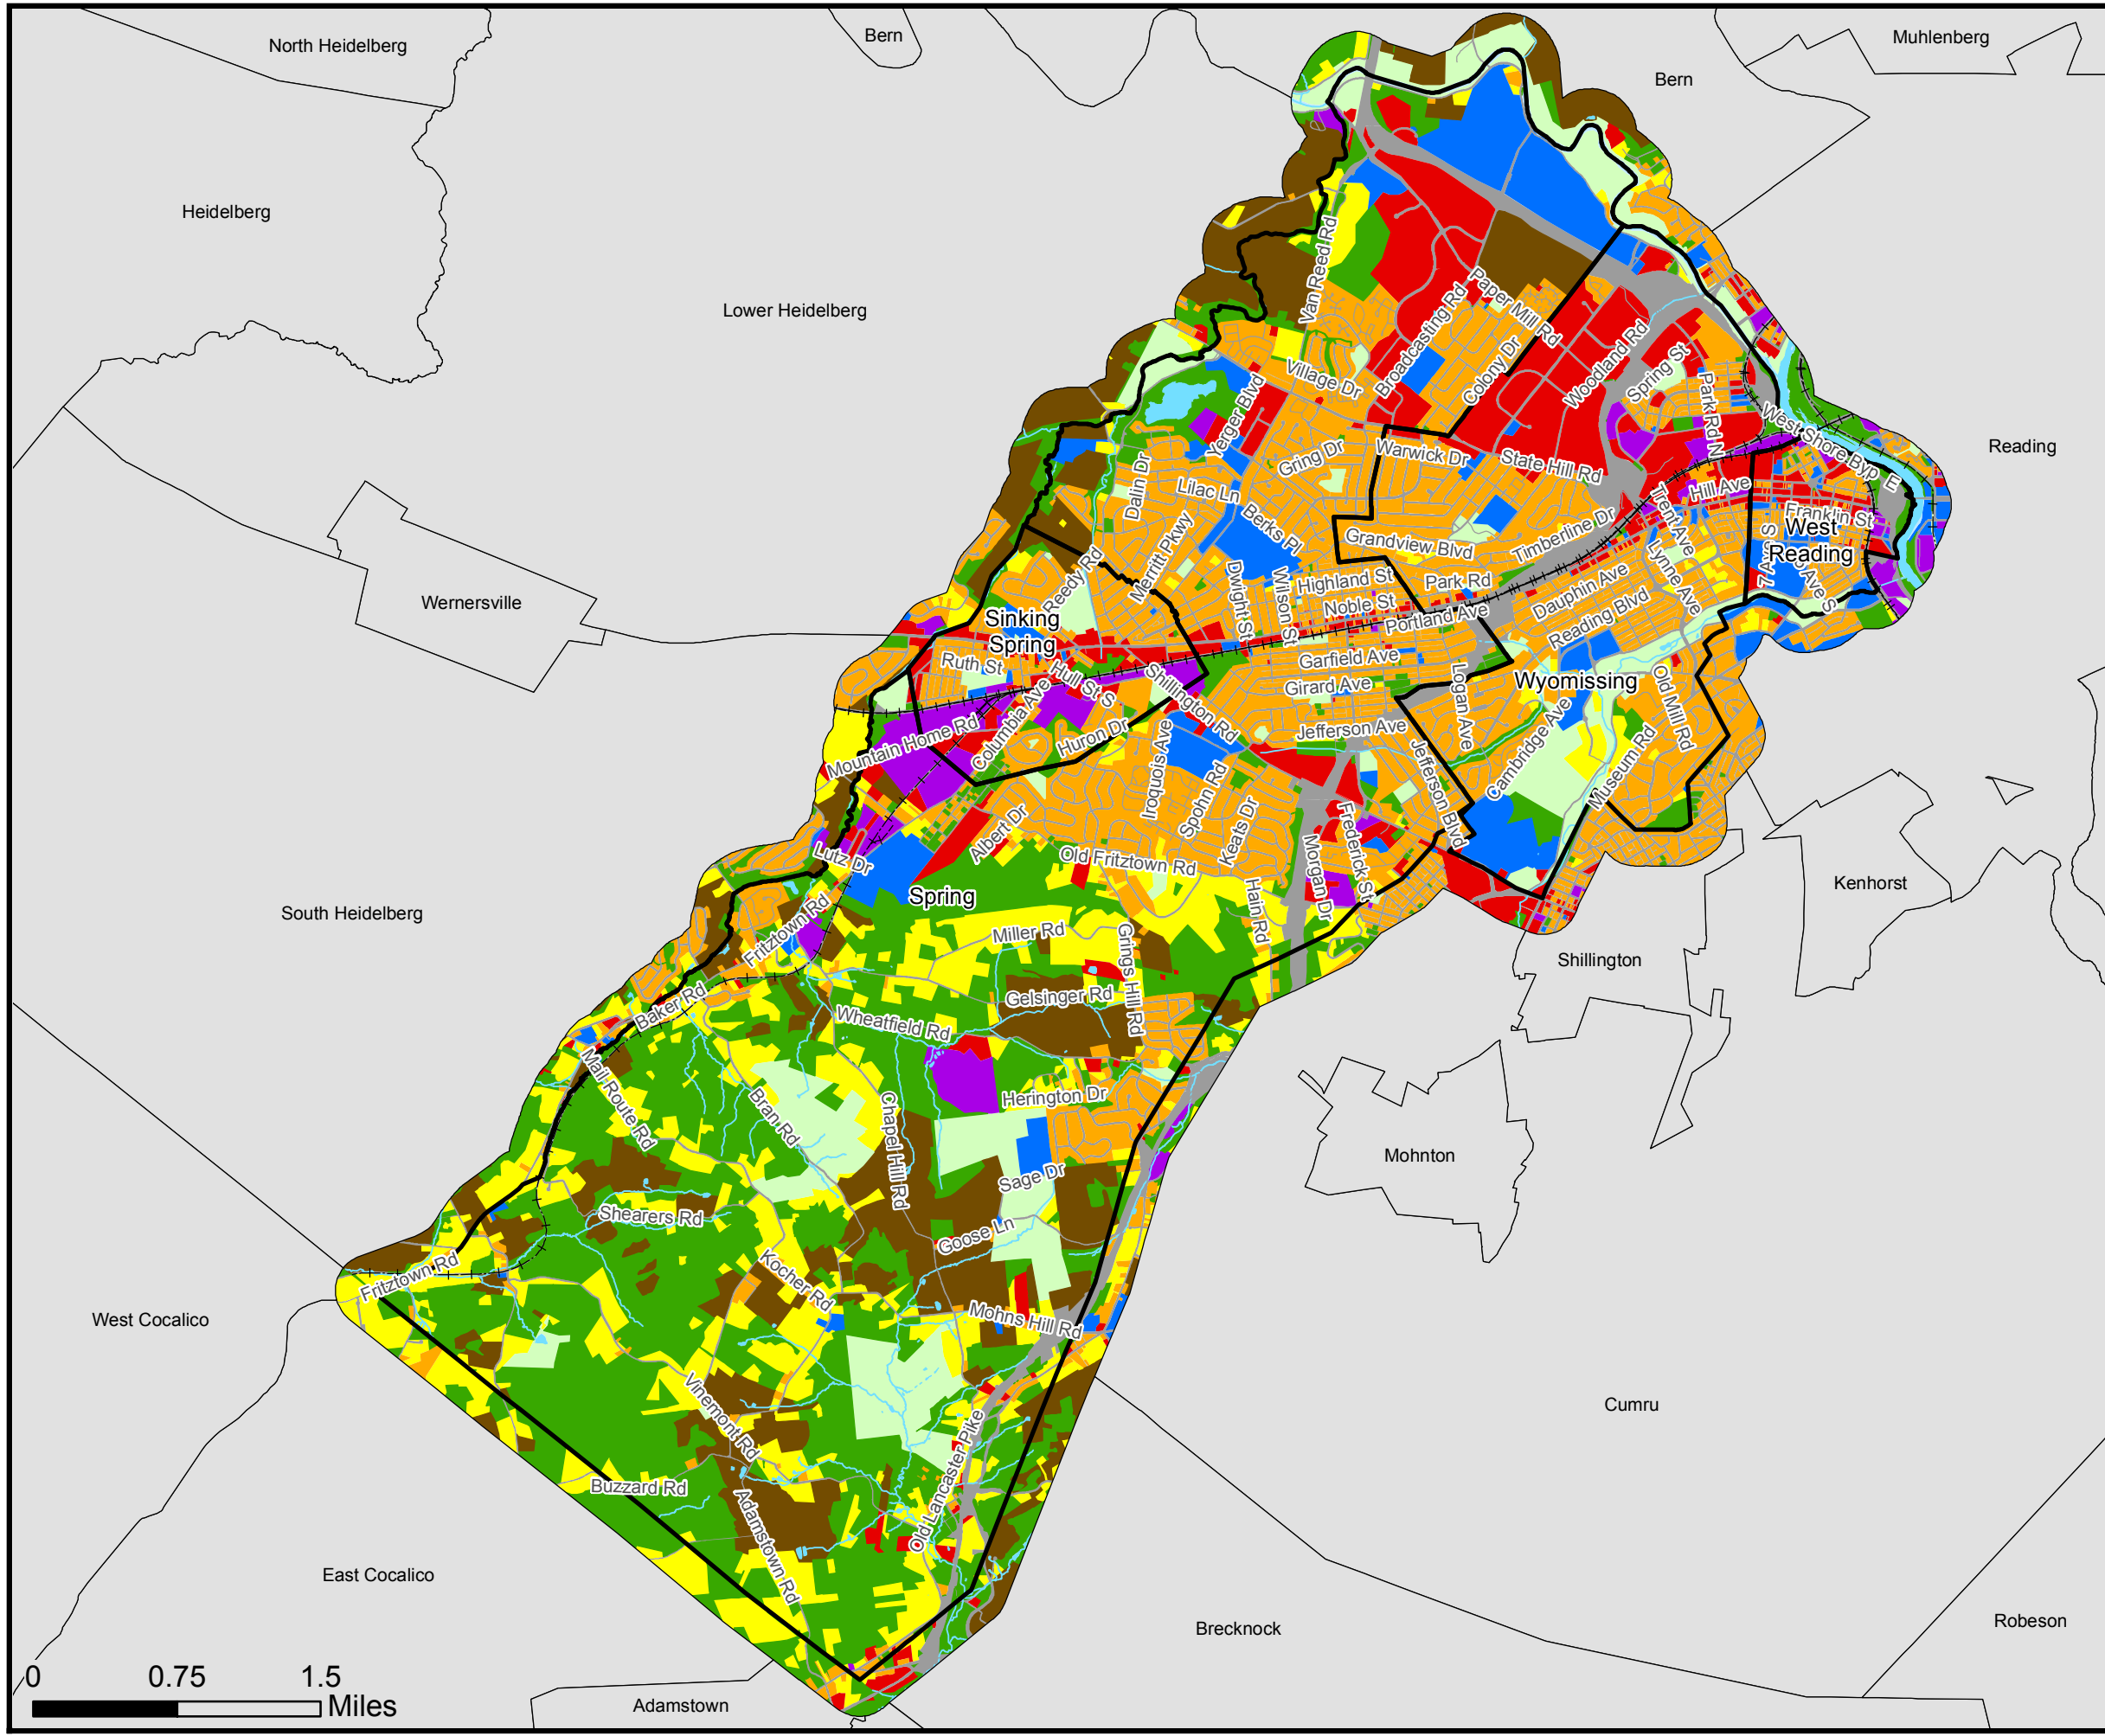 North Heidelberg
Bern
Muhlenberg
Bern
Heidelberg
Lower Heidelberg
Reading
Van Reed Rd
Paper Mill Rd
Broadcasting Rd
Colony Dr
Woodland Rd
Spring St
Park Rd N
Village Dr
Yerger Blvd
West Shore Byp
E
Gring Dr
Warwick Dr
State Hill Rd
Dalin Dr
Lilac Ln
Hill Ave
Trent Ave
Franklin St
West
Reading
Berks Pl
Merritt Pkwy
Grandview Blvd
Timberline Dr
Lynne Ave
Reedy Rd
Dwight St
Wilson St
Highland St
Park Rd
Dauphin Ave
Noble St
Portland Ave
Reading Blvd
Wernersville
Sinking
Spring
Ruth St
Garfield Ave
Girard Ave
Logan Ave
Wyomissing
Old Mill Rd
Hull St S
Shillington Rd
Columbia Ave
Mountain Home Rd
Huron Dr
Iroquois Ave
Jefferson Ave
Jefferson Blvd
Cambridge Ave
Museum Rd
Spohn Rd
Keats Dr
Frederick St
Morgan Dr
Albert Dr
Lutz Dr
Old Fritztown Rd
Hain Rd
Spring
Kenhorst
South Heidelberg
Fritztown Rd
Miller Rd
Grings Hill Rd
Shillington
Gelsinger Rd
Baker Rd
Wheatfield Rd
Mail Route Rd
Bran Rd
Chapel Hill Rd
Herington Dr
Mohnton
Sage Dr
Shearers Rd
Goose Ln
Fritztown Rd
Kocher Rd
Mohns Hill Rd
West Cocalico
Cumru
Vinemont Rd
Old Lancaster Pike
Buzzard Rd
Adamstown Rd
East Cocalico
Brecknock
Robeson
Adamstown
0 0.75 1.5
Miles